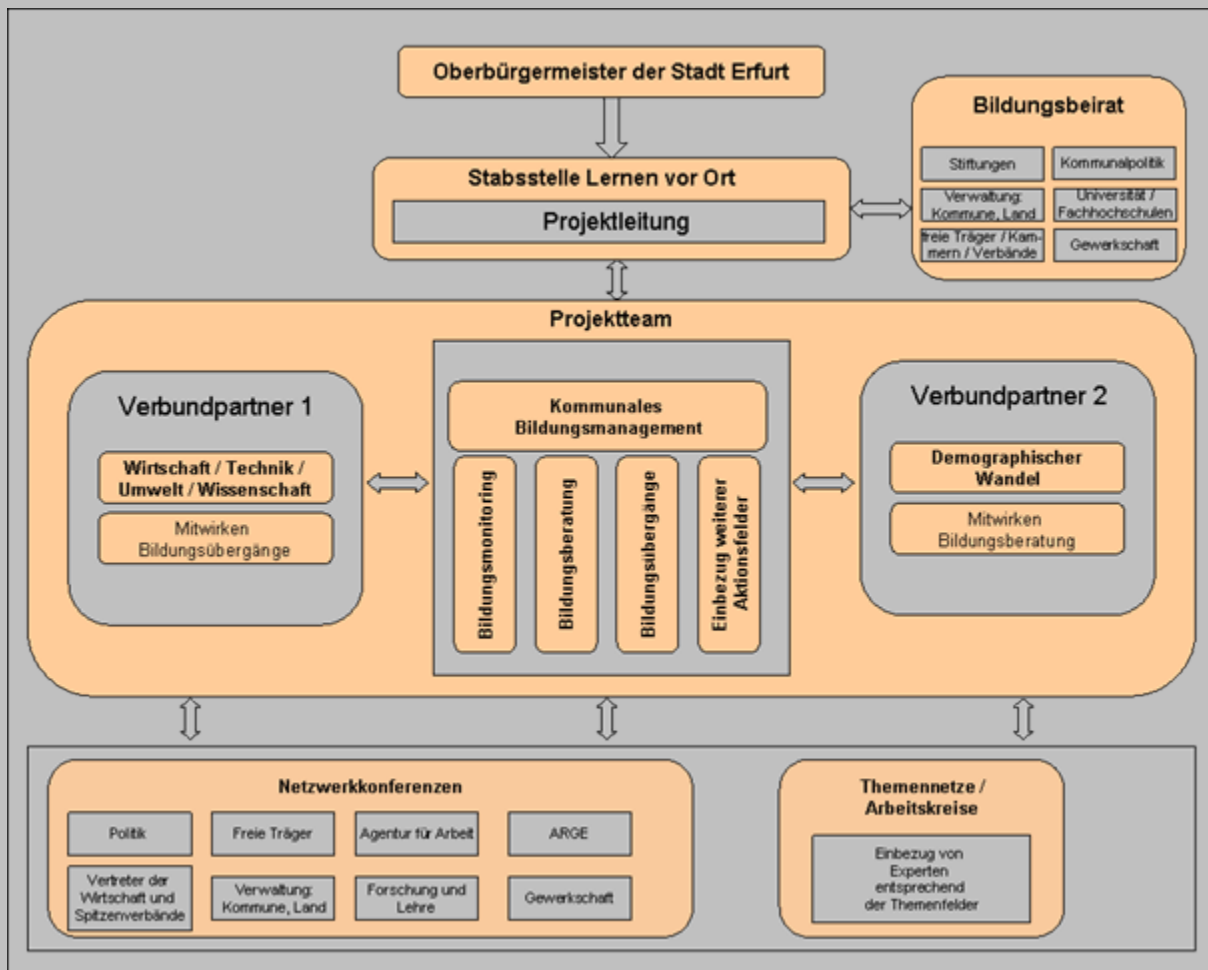 Oberbürgermeister der Stadt Erfurt
Bildungsbeirat
Stiftungen
Kommunalpolitik
Verwaltung:
Kommune, Land
Universität /
Fachhochschulen
freie Träger / Kam-
mern / Verbände
Gewerkschaft
Stabsstelle Lernen vor Ort
Projektleitung
Projektteam
Verbundpartner 1
Wirtschaft / Technik /
Umwelt / Wissenschaft
Mitwirken
Bildungsübergänge
Kommunales
Bildungsmanagement
Bildungsmonitoring
Bildungsberatung
Bildungsübergänge
Einbezug weiterer
Aktionsfelder
Verbundpartner 2
Demographischer
Wandel
Mitwirken
Bildungsberatung
Netzwerkkonferenzen
Politik
Freie Träger
Agentur für Arbeit
ARGE
Vertreter der
Wirtschaft und
Spitzenverbände
Verwaltung:
Kommune, Land
Forschung und
Lehre
Gewerkschaft
Themennetze /
Arbeitskreise
Einbezug von
Experten
entsprechend
der Themenfelder